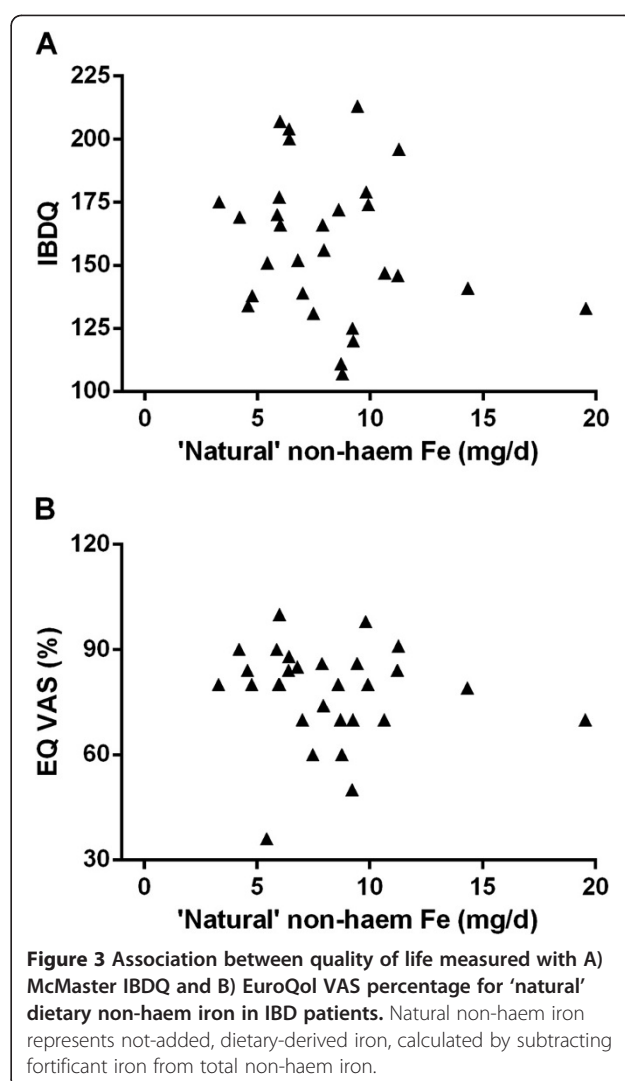 A
225
200
175
150
125
100
IBDQ
0 5 10 15 20
'Natural' non-haem Fe (mg/d)
B
120
90
60
30
EQ VAS (%)
0 5 10 15 20
'Natural' non-haem Fe (mg/d)
Figure 3 Association between quality of life measured with A)
McMaster IBDQ and B) EuroQol VAS percentage for ‘natural’
dietary non-haem iron in IBD patients. Natural non-haem iron
represents not-added, dietary-derived iron, calculated by subtracting
fortificant iron from total non-haem iron.